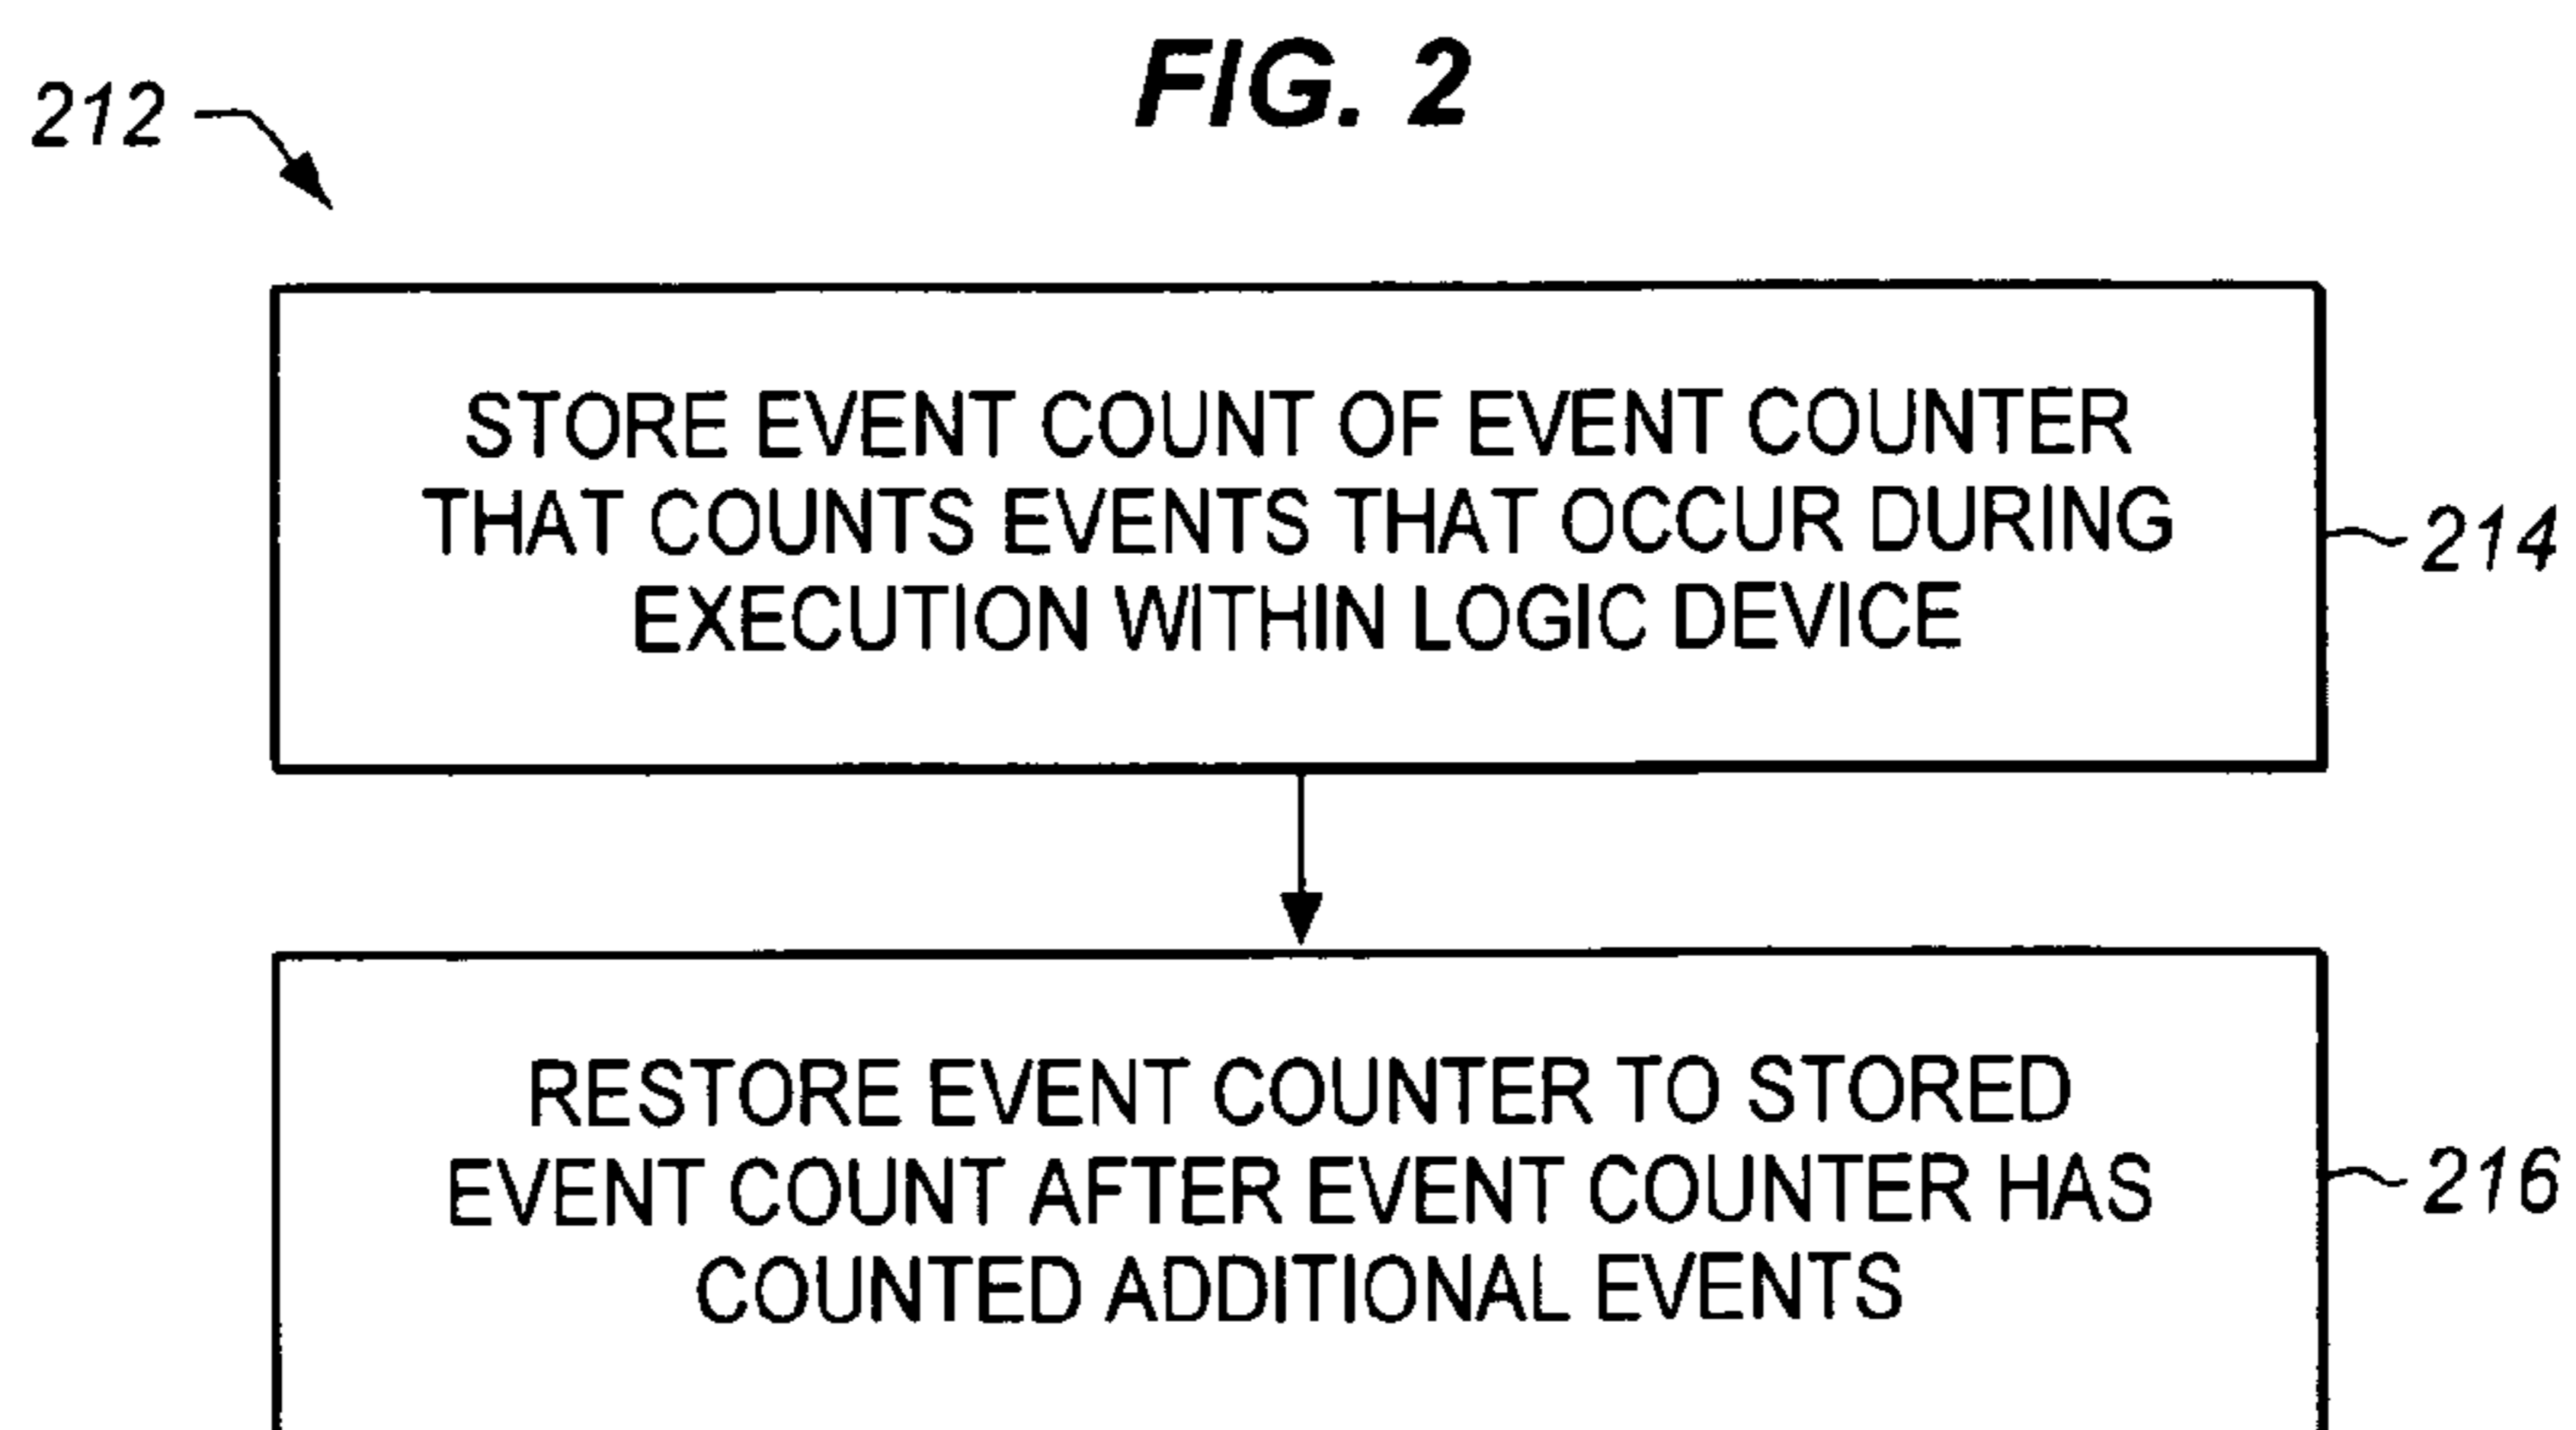 FIG. 2
212
STORE EVENT COUNT OF EVENT COUNTER
THAT COUNTS EVENTS THAT OCCUR DURING
EXECUTION WITHIN LOGIC DEVICE
214
RESTORE EVENT COUNTER TO STORED
EVENT COUNT AFTER EVENT COUNTER HAS
COUNTED ADDITIONAL EVENTS
216